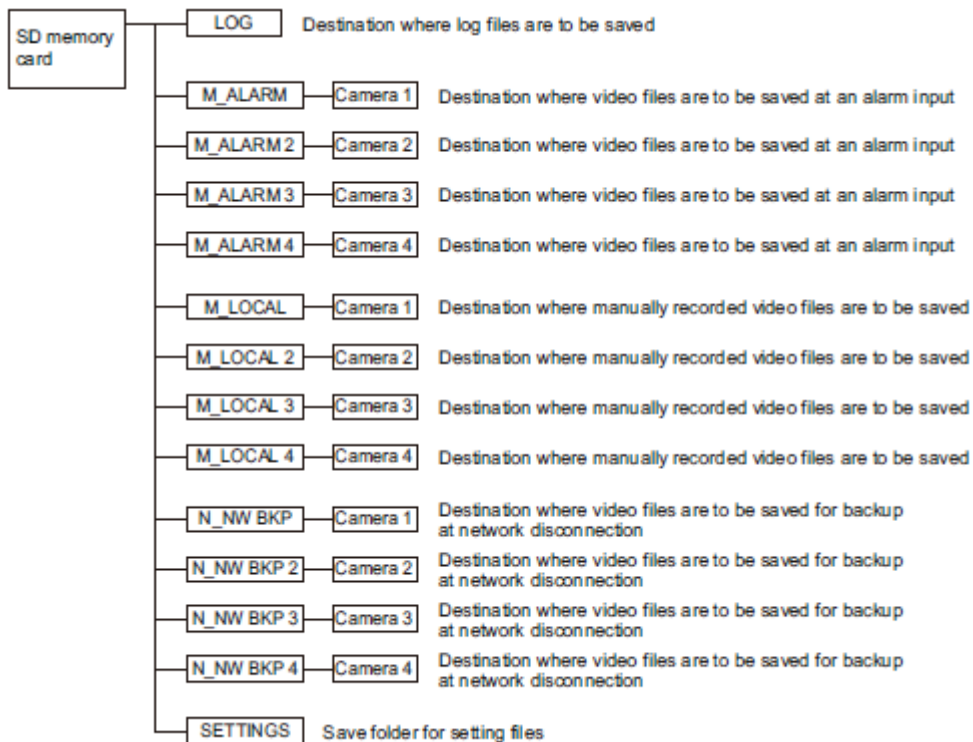 SD memory
card
LOG Destination where log files are to be saved
M_ALARM Camera 1 Destination where video files are to be saved at an alarm input
M_ALARM 2 Camera 2 Destination where video files are to be saved at an alarm input
M_ALARM 3 Camera 3 Destination where video files are to be saved at an alarm input
M_ALARM 4 Camera 4 Destination where video files are to be saved at an alarm input
M_LOCAL Camera 1 Destination where manually recorded video files are to be saved
M_LOCAL 2 Camera 2 Destination where manually recorded video files are to be saved
M_LOCAL 3 Camera 3 Destination where manually recorded video files are to be saved
M_LOCAL 4 Camera 4 Destination where manually recorded video files are to be saved
N_NW BKP Camera 1 Destination where video files are to be saved for backup
at network disconnection
N_NW BKP 2 Camera 2 Destination where video files are to be saved for backup
at network disconnection
N_NW BKP 3 Camera 3 Destination where video files are to be saved for backup
at network disconnection
N_NW BKP 4 Camera 4 Destination where video files are to be saved for backup
at network disconnection
SETTINGS Save folder for setting files